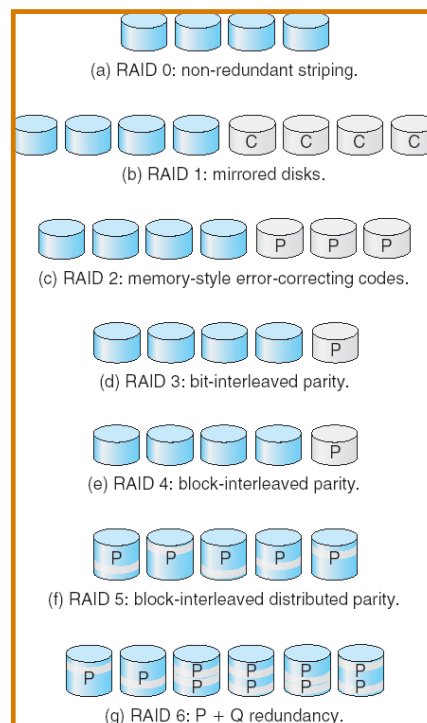 (a) RAID 0: non-redundant striping.
C C C C
(b) RAID 1: mirrored disks.
P P P
(c) RAID 2: memory-style error-correcting codes.
P
(d) RAID 3: bit-interleaved parity.
P
(e) RAID 4: block-interleaved parity.
P P P P P
(f) RAID 5: block-interleaved distributed parity.
P P P P P P
P P P P
(g) RAID 6: P + Q redundancy.